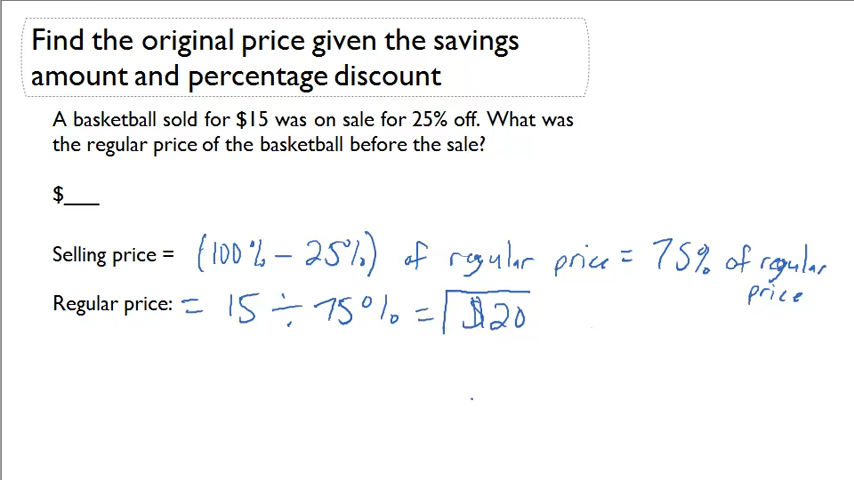 Find the original price given the savings
amount and percentage discount
A basketball sold for $15 was on sale for 25% off. What was
the regular price of the basketball before the sale?
$___
Selling price = (100% - 25%) of regular price = 75% of regular
price
Regular price: = 15 ÷ 75% = $20